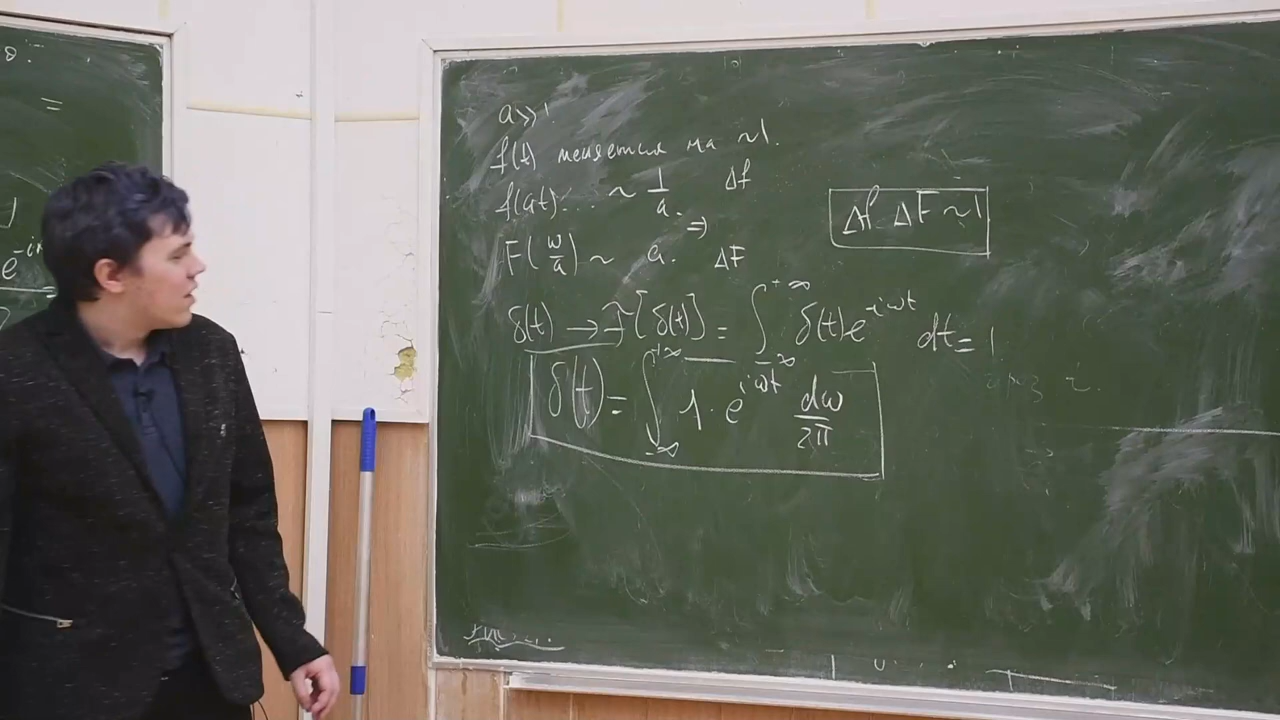 a >> 1
f(t) меняется на ~1.
f(at)... ~ 1/a. Δf
⇒
F(ω/a) ~ a. ΔF
Δf ΔF ~ 1
δ(t) → F[δ(t)] = ∫_{-∞}^{+∞} δ(t)e^{-iωt} dt = 1
δ(t) = ∫_{-∞}^{+∞} 1·e^{iωt} dω/2π
=
e^{-i